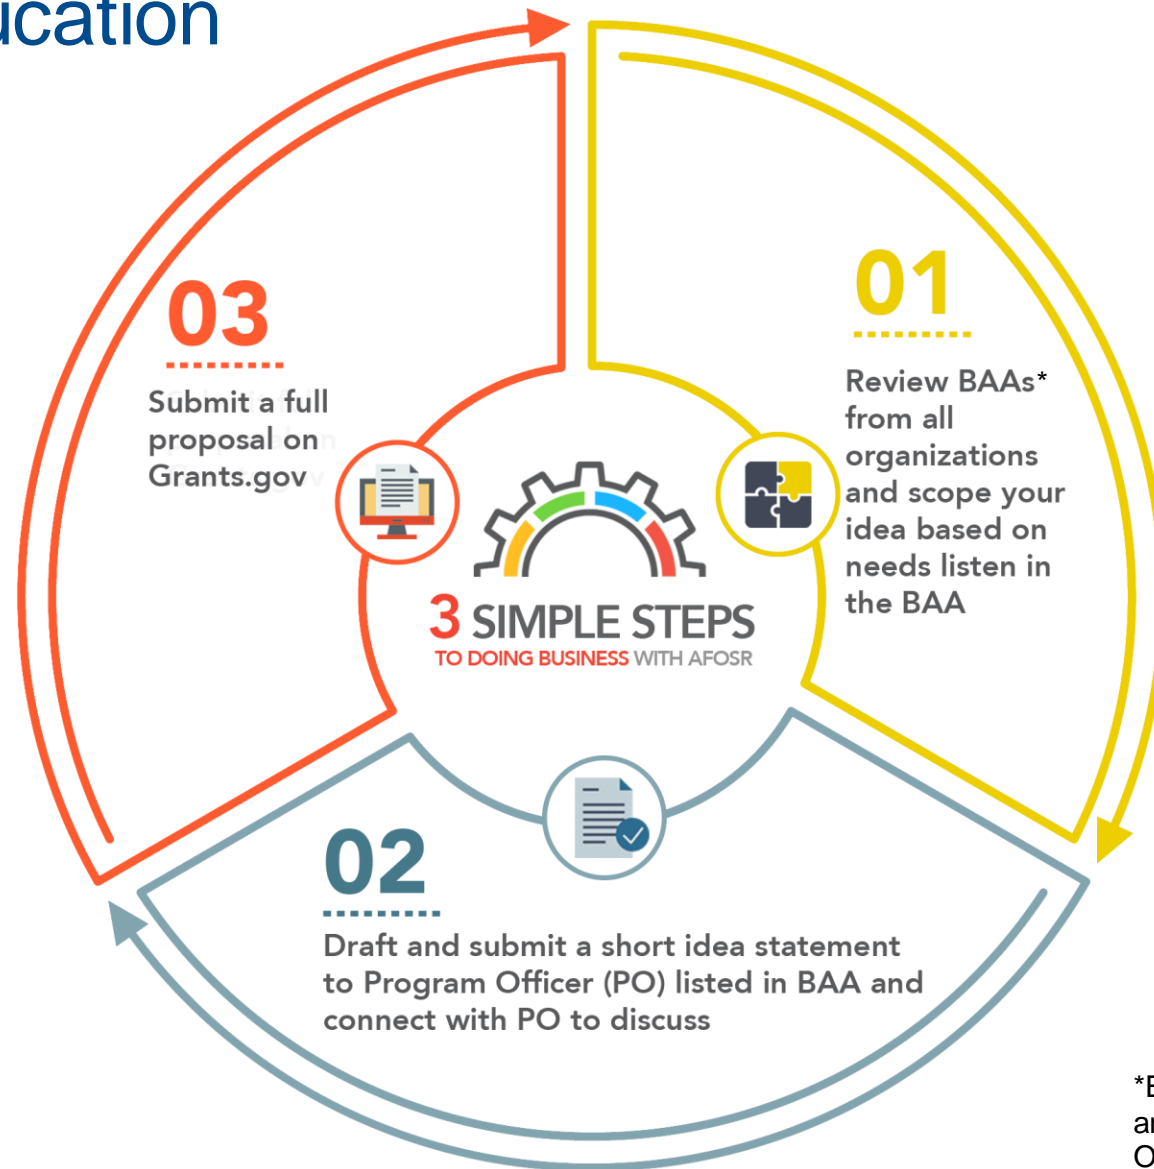 01
Review BAAs*
from all
organizations
and scope your
idea based on
needs listen in
the BAA
02
Draft and submit a short idea statement
to Program Officer (PO) listed in BAA and
connect with PO to discuss
03
Submit a full
proposal on
Grants.gov
3 SIMPLE STEPS
TO DOING BUSINESS WITH AFOSR